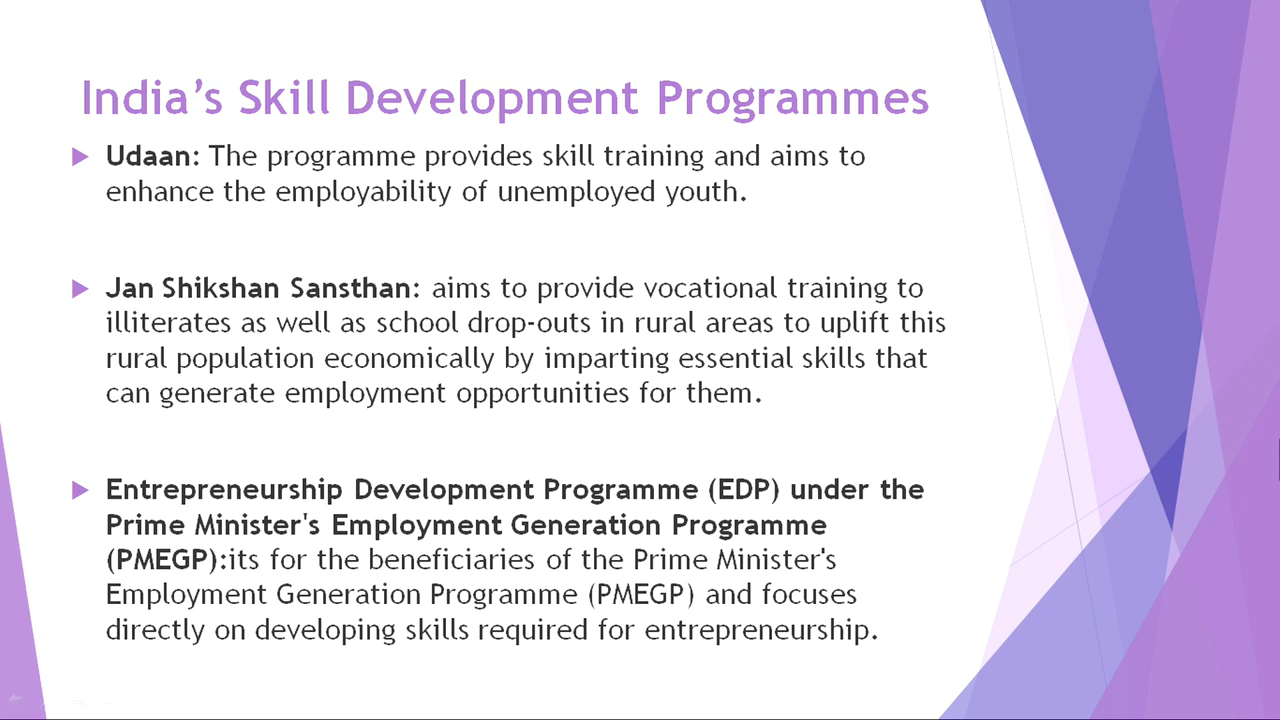 India’s Skill Development Programmes
Udaan: The programme provides skill training and aims to
enhance the employability of unemployed youth.
Jan Shikshan Sansthan: aims to provide vocational training to
illiterates as well as school drop-outs in rural areas to uplift this
rural population economically by imparting essential skills that
can generate employment opportunities for them.
Entrepreneurship Development Programme (EDP) under the
Prime Minister's Employment Generation Programme
(PMEGP):its for the beneficiaries of the Prime Minister's
Employment Generation Programme (PMEGP) and focuses
directly on developing skills required for entrepreneurship.